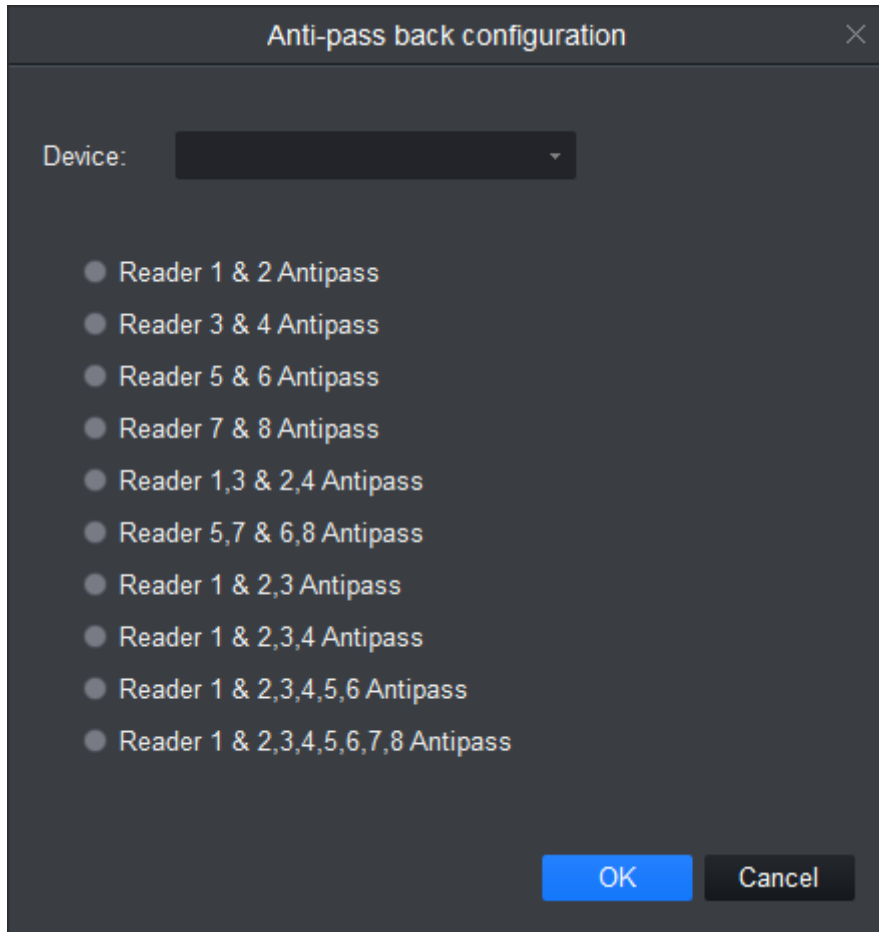 Anti-pass back configuration
Device:
Reader 1 & 2 Antipass
Reader 3 & 4 Antipass
Reader 5 & 6 Antipass
Reader 7 & 8 Antipass
Reader 1,3 & 2,4 Antipass
Reader 5,7 & 6,8 Antipass
Reader 1 & 2,3 Antipass
Reader 1 & 2,3,4 Antipass
Reader 1 & 2,3,4,5,6 Antipass
Reader 1 & 2,3,4,5,6,7,8 Antipass
OK Cancel